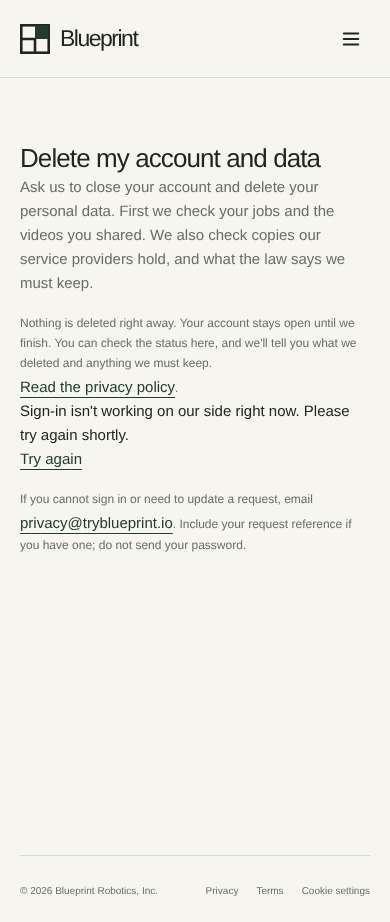 Blueprint
Delete my account and data
Ask us to close your account and delete your
personal data. First we check your jobs and the
videos you shared. We also check copies our
service providers hold, and what the law says we
must keep.
Nothing is deleted right away. Your account stays open until we
finish. You can check the status here, and we'll tell you what we
deleted and anything we must keep.
Read the privacy policy.
Sign-in isn't working on our side right now. Please
try again shortly.
Try again
If you cannot sign in or need to update a request, email
privacy@tryblueprint.io. Include your request reference if
you have one; do not send your password.
© 2026 Blueprint Robotics, Inc. Privacy Terms Cookie settings